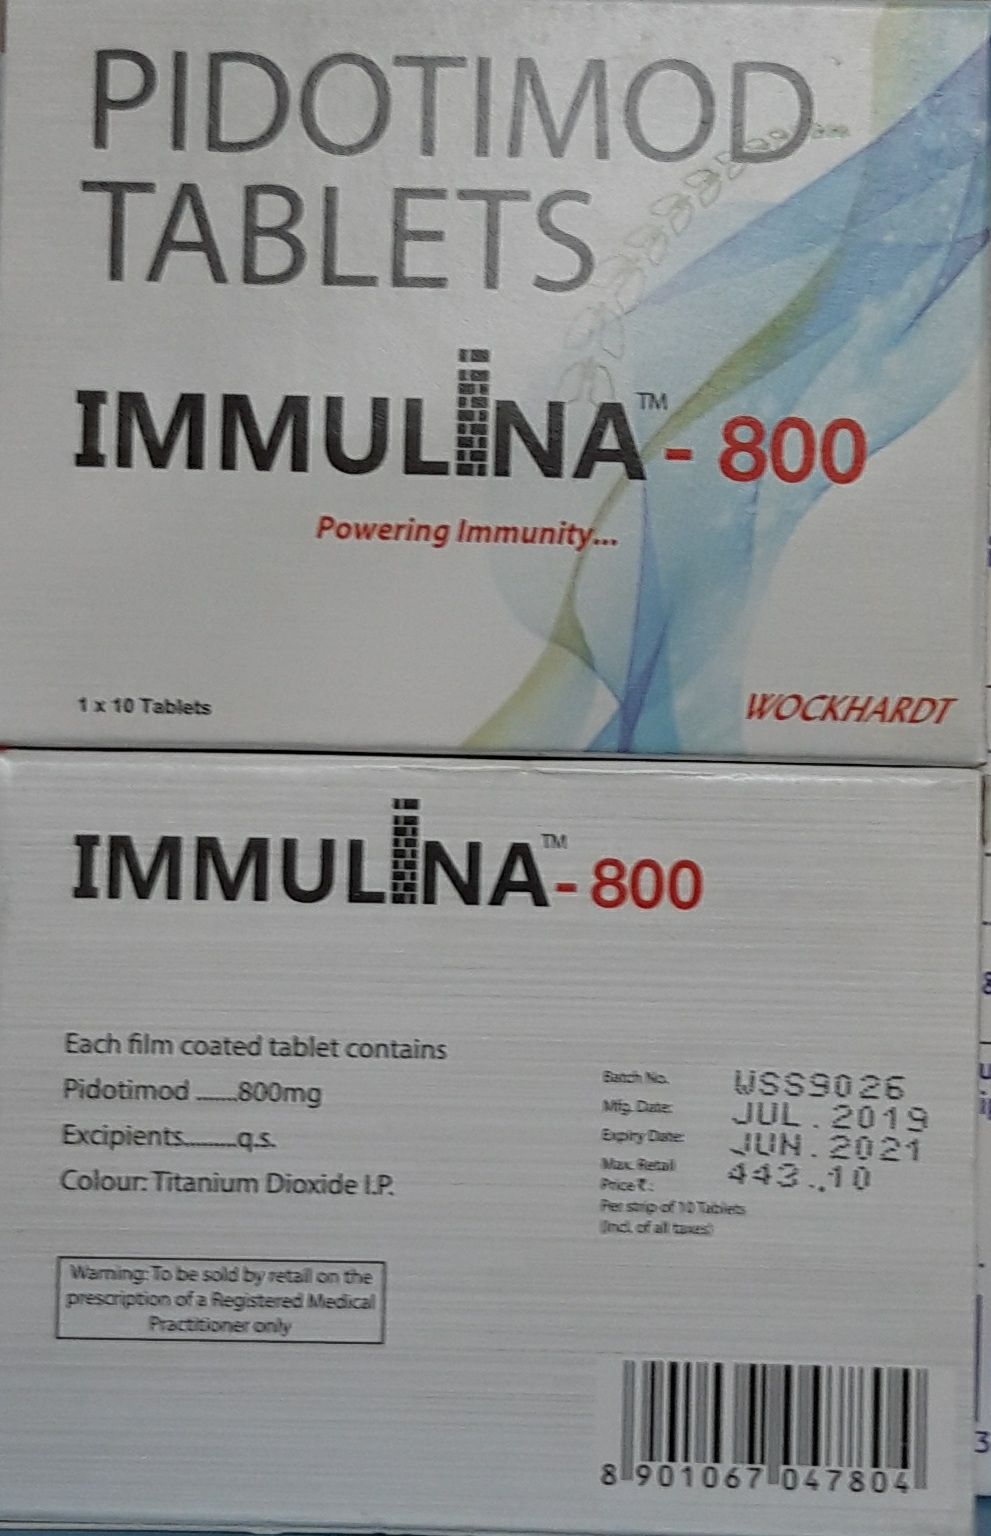 PIDOTIMOD
TABLETS
IMMULINA™ - 800
Powering Immunity...
1 x 10 Tablets
WOCKHARDT
IMMULINA™ - 800
Each film coated tablet contains
Pidotimod .......800mg
Excipients.........q.s.
Colour: Titanium Dioxide I.P.
Batch No. WSS9026
Mfg. Date: JUL . 2019
Expiry Date: JUN . 2021
Max. Retail
Price ₹ : 443.10
Per strip of 10 Tablets
(Incl. of all taxes)
Warning: To be sold by retail on the
prescription of a Registered Medical
Practitioner only
8 901067 047804